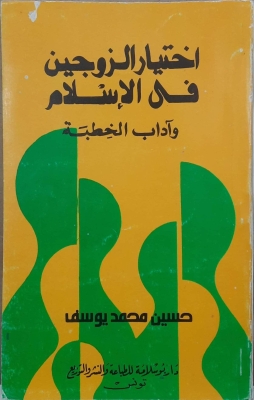 اختيار الزوجين
في الإسلام
وآداب الخطبة
حسين محمد يوسف
دار بوسلامة للطباعة والنشر والتوزيع
تونس